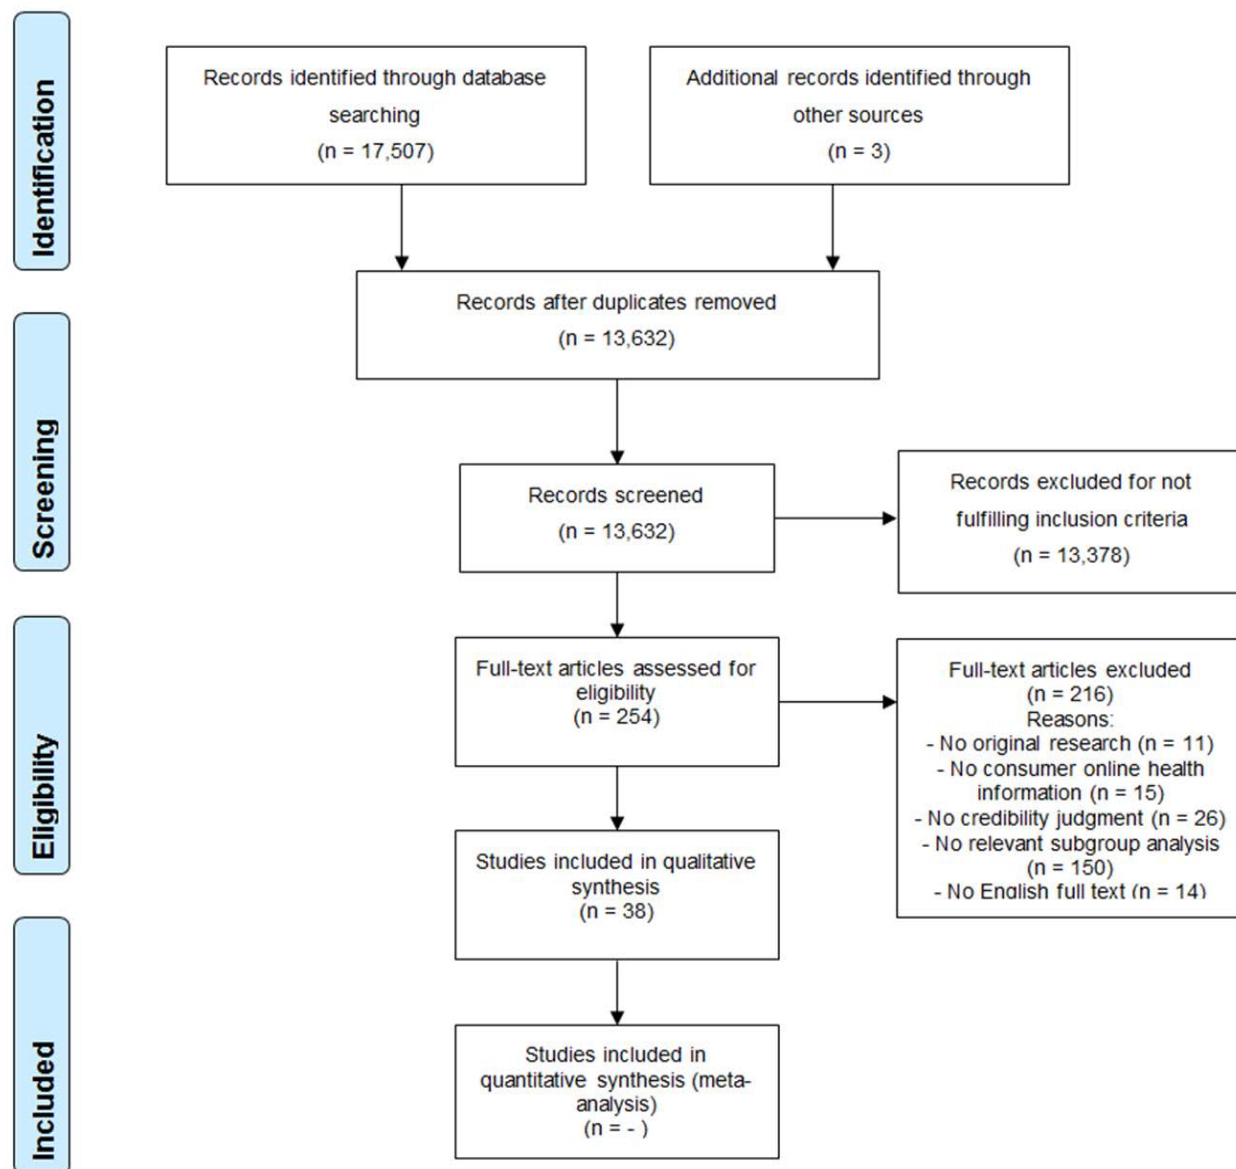 Identification
Records identified through database
searching
(n = 17,507)
Additional records identified through
other sources
(n = 3)
Records after duplicates removed
(n = 13,632)
Screening
Records screened
(n = 13,632)
Records excluded for not
fulfilling inclusion criteria
(n = 13,378)
Eligibility
Full-text articles assessed for
eligibility
(n = 254)
Full-text articles excluded
(n = 216)
Reasons:
- No original research (n = 11)
- No consumer online health
information (n = 15)
- No credibility judgment (n = 26)
- No relevant subgroup analysis
(n = 150)
- No English full text (n = 14)
Studies included in qualitative
synthesis
(n = 38)
Included
Studies included in
quantitative synthesis (meta-
analysis)
(n = - )